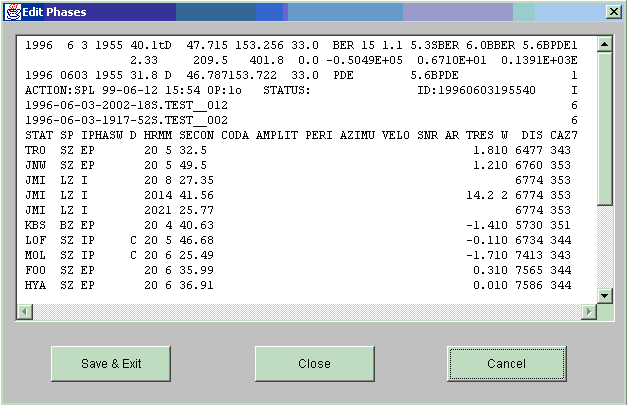 Edit Phases
1996  6 3 1955 40.1tD   47.715 153.256 33.0  BER 15 1.1 5.3SBER 6.0BBER 5.6BPDE1
2.33     209.5   401.8  0.0 -0.5049E+05  0.6710E+01  0.1391E+03E
1996 0603 1955 31.8 D  46.787153.722  33.0  PDE        5.6BPDE                 1
ACTION:SPL 99-06-12 15:54 OP:lo   STATUS:               ID:19960603195540     I
1996-06-03-2002-18S.TEST__012                                                 6
1996-06-03-1917-52S.TEST__002                                                 6
STAT SP IPHASW D HRMM SECON CODA AMPLIT PERI AZIMU VELO SNR AR TRES W  DIS CAZ7
TRO  SZ EP       20 5 32.5                                      1.810 6477 343
JNW  SZ EP       20 5 49.5                                      1.210 6760 353
JMI  LZ I        20 8 27.35                                           6774 353
JMI  LZ I        2014 41.56                                    14.2 2 6774 353
JMI  LZ I        2021 25.77                                           6774 353
KBS  BZ EP       20 4 40.63                                    -1.410 5730 351
LOF  SZ IP     C 20 5 46.68                                    -0.110 6734 344
MOL  SZ IP     C 20 6 25.49                                    -1.710 7413 343
FOO  SZ EP       20 6 35.99                                     0.310 7565 344
HYA  SZ EP       20 6 36.91                                     0.010 7586 344
Save & Exit
Close
Cancel